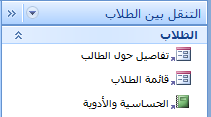 التنقل بين الطلاب
الطلاب
تفاصيل حول الطالب
قائمة الطلاب
الحساسية والأدوية